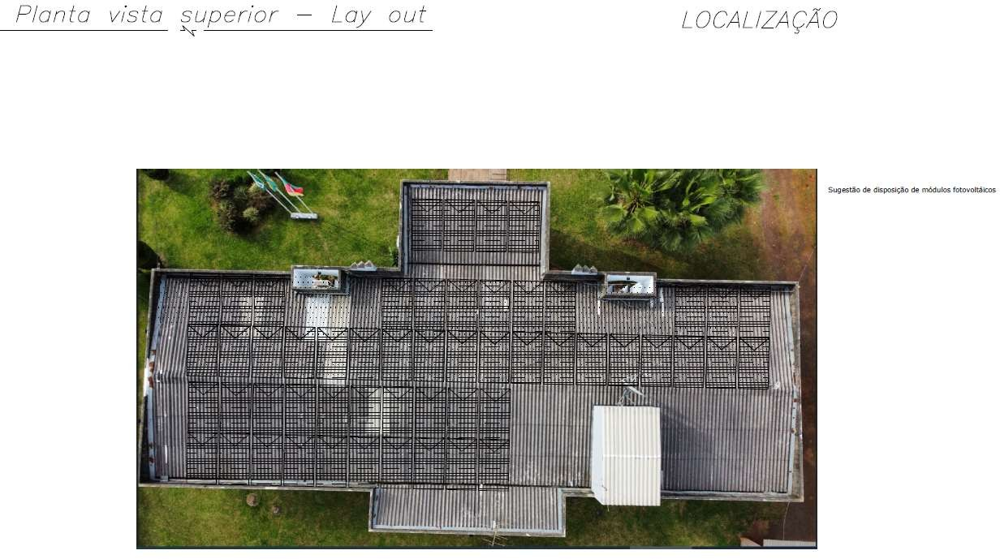 Planta vista superior – Lay out
LOCALIZAÇÃO
Sugestão de disposição de módulos fotovoltáicos